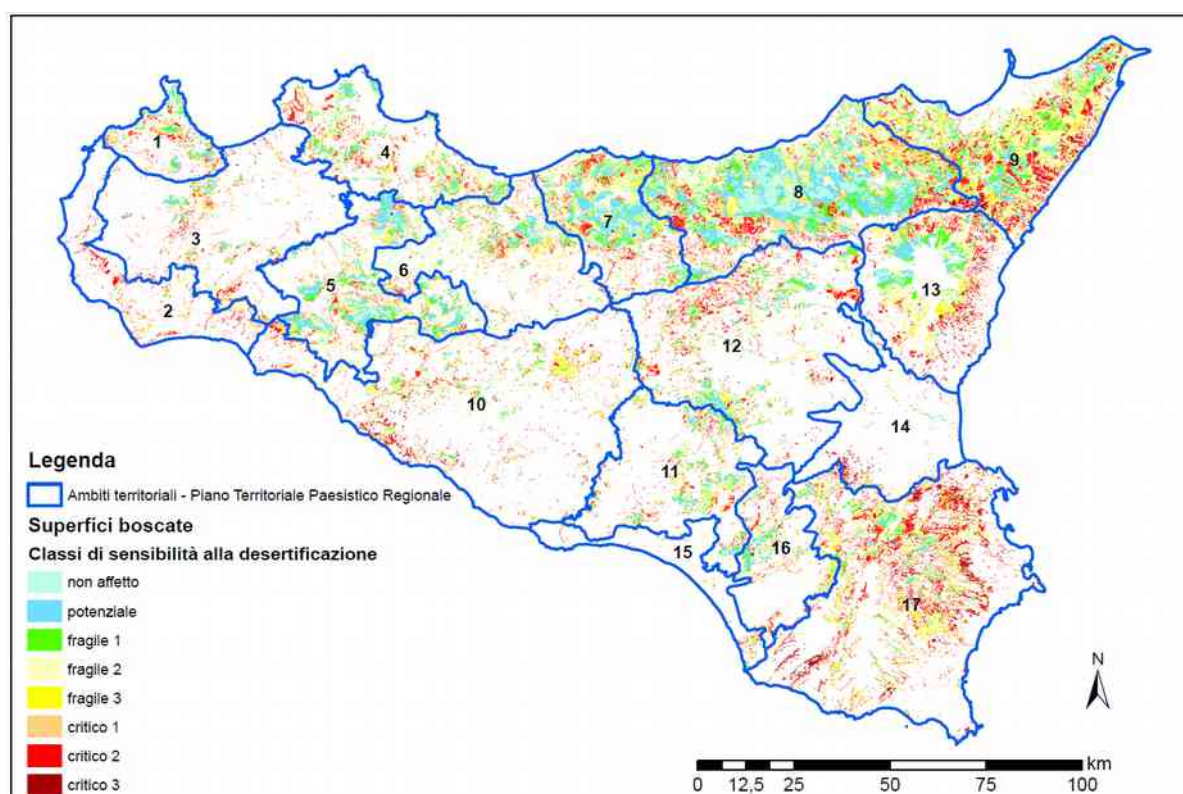 1
2
3
4
5
6
7
8
9
10
11
12
13
14
15
16
17
Legenda
Ambiti territoriali - Piano Territoriale Paesistico Regionale
Superfici boscate
Classi di sensibilità alla desertificazione
non affetto
potenziale
fragile 1
fragile 2
fragile 3
critico 1
critico 2
critico 3
N
km
0 12,5 25 50 75 100